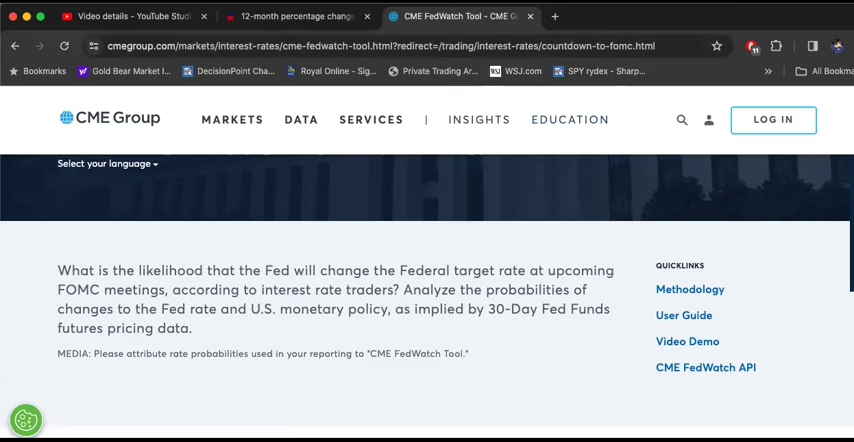 Video details - YouTube Studi
12-month percentage change
CME FedWatch Tool - CME G
cmegroup.com/markets/interest-rates/cme-fedwatch-tool.html?redirect=/trading/interest-rates/countdown-to-fomc.html
11
Bookmarks
Gold Bear Market I...
DecisionPoint Cha...
Royal Online - Sig...
Private Trading Ar...
WSJ
WSJ.com
SPY rydex - Sharp...
All Bookma
CME Group
MARKETS DATA SERVICES | INSIGHTS EDUCATION
LOG IN
Select your language
What is the likelihood that the Fed will change the Federal target rate at upcoming
FOMC meetings, according to interest rate traders? Analyze the probabilities of
changes to the Fed rate and U.S. monetary policy, as implied by 30-Day Fed Funds
futures pricing data.
MEDIA: Please attribute rate probabilities used in your reporting to "CME FedWatch Tool."
QUICKLINKS
Methodology
User Guide
Video Demo
CME FedWatch API